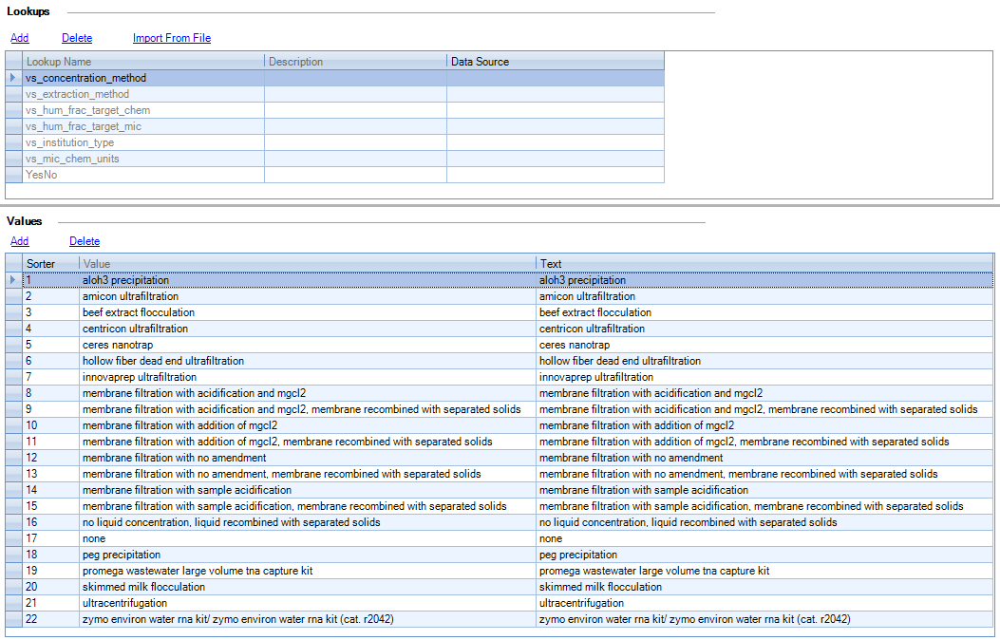 Lookups
Add Delete Import From File
Lookup Name Description Data Source
vs_concentration_method
vs_extraction_method
vs_hum_frac_target_chem
vs_hum_frac_target_mic
vs_institution_type
vs_mic_chem_units
YesNo
Values
Add Delete
Sorter Value Text
1 aloh3 precipitation aloh3 precipitation
2 amicon ultrafiltration amicon ultrafiltration
3 beef extract flocculation beef extract flocculation
4 centricon ultrafiltration centricon ultrafiltration
5 ceres nanotrap ceres nanotrap
6 hollow fiber dead end ultrafiltration hollow fiber dead end ultrafiltration
7 innovaprep ultrafiltration innovaprep ultrafiltration
8 membrane filtration with acidification and mgcl2 membrane filtration with acidification and mgcl2
9 membrane filtration with acidification and mgcl2, membrane recombined with separated solids membrane filtration with acidification and mgcl2, membrane recombined with separated solids
10 membrane filtration with addition of mgcl2 membrane filtration with addition of mgcl2
11 membrane filtration with addition of mgcl2, membrane recombined with separated solids membrane filtration with addition of mgcl2, membrane recombined with separated solids
12 membrane filtration with no amendment membrane filtration with no amendment
13 membrane filtration with no amendment, membrane recombined with separated solids membrane filtration with no amendment, membrane recombined with separated solids
14 membrane filtration with sample acidification membrane filtration with sample acidification
15 membrane filtration with sample acidification, membrane recombined with separated solids membrane filtration with sample acidification, membrane recombined with separated solids
16 no liquid concentration, liquid recombined with separated solids no liquid concentration, liquid recombined with separated solids
17 none none
18 peg precipitation peg precipitation
19 promega wastewater large volume tna capture kit promega wastewater large volume tna capture kit
20 skimmed milk flocculation skimmed milk flocculation
21 ultracentrifugation ultracentrifugation
22 zymo environ water rna kit/ zymo environ water rna kit (cat. r2042) zymo environ water rna kit/ zymo environ water rna kit (cat. r2042)